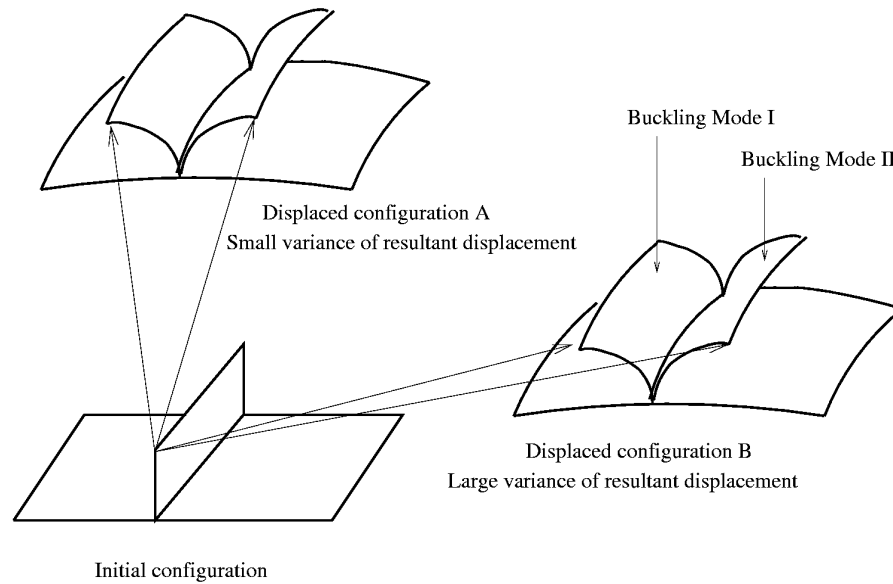 Buckling Mode I
Buckling Mode II
Displaced configuration A
Small variance of resultant displacement
Displaced configuration B
Large variance of resultant displacement
Initial configuration